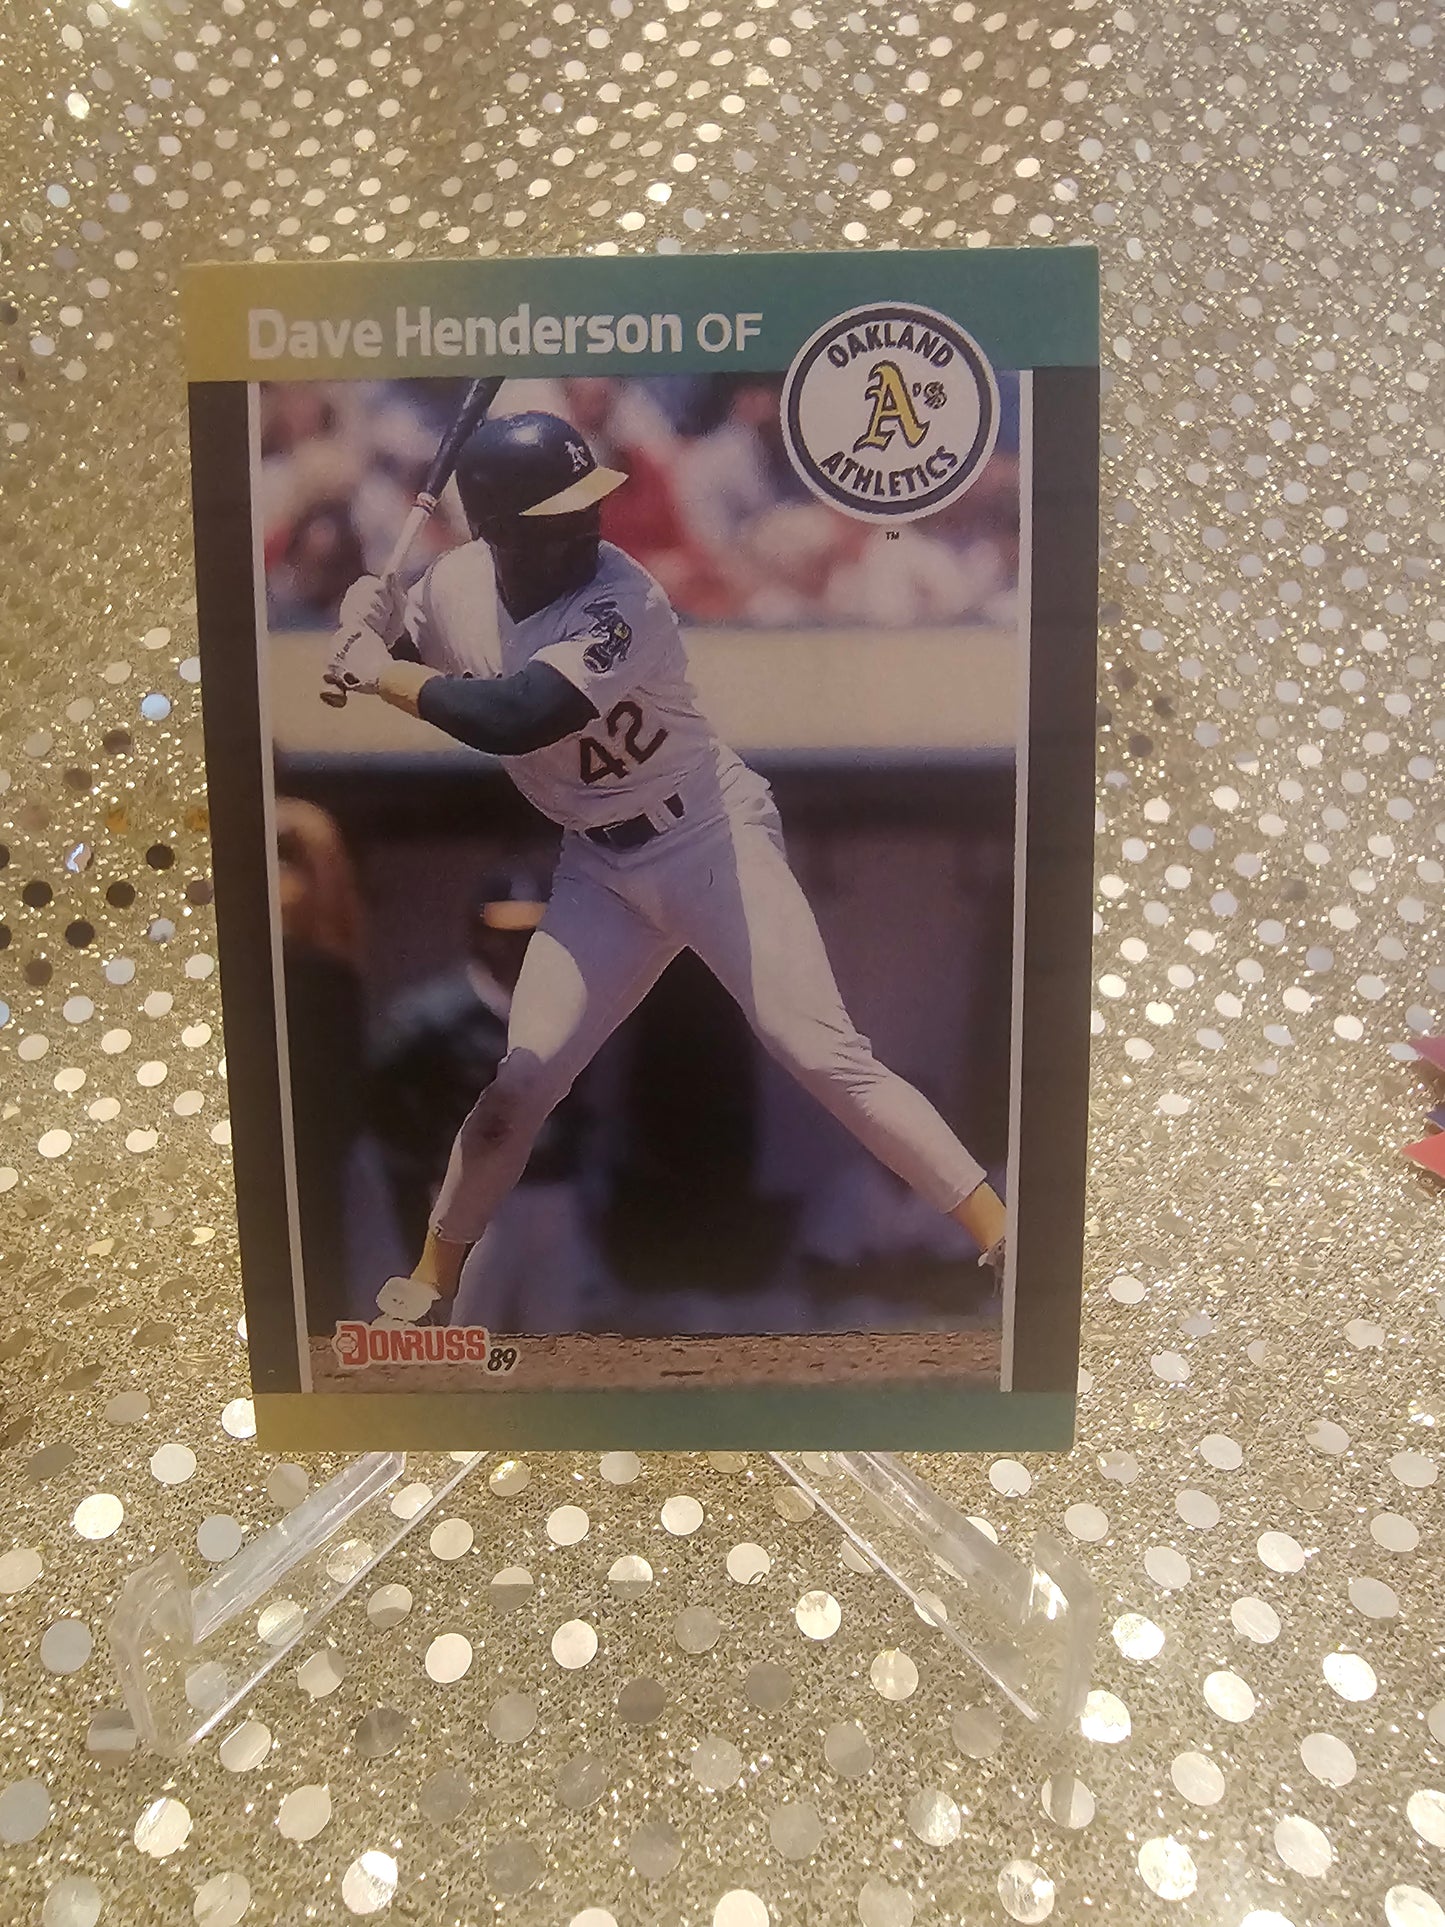 Dave Henderson OF
OAKLAND
A's
ATHLETICS
TM
42
DONRUSS 89